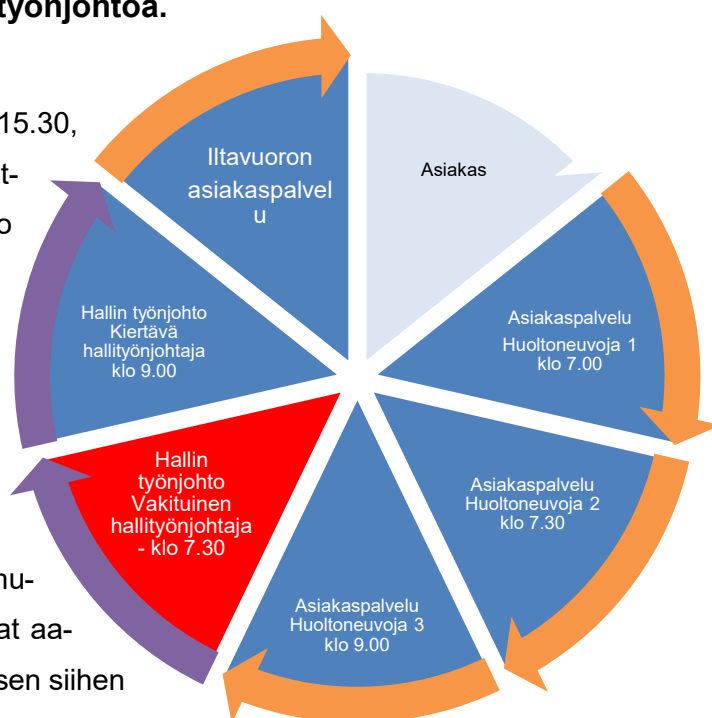 työnjohtoa.
15.30,
t-
o
Iltavuoron
asiakaspalvel
u
Asiakas
Asiakaspalvelu
Huoltoneuvoja 1
klo 7.00
Asiakaspalvelu
Huoltoneuvoja 2
klo 7.30
Asiakaspalvelu
Huoltoneuvoja 3
klo 9.00
Hallin
työnjohto
Vakituinen
hallityönjohtaja
- klo 7.30
Hallin työnjohto
Kiertävä
hallityönjohtaja
klo 9.00
nu-
at aa-
sen siihen